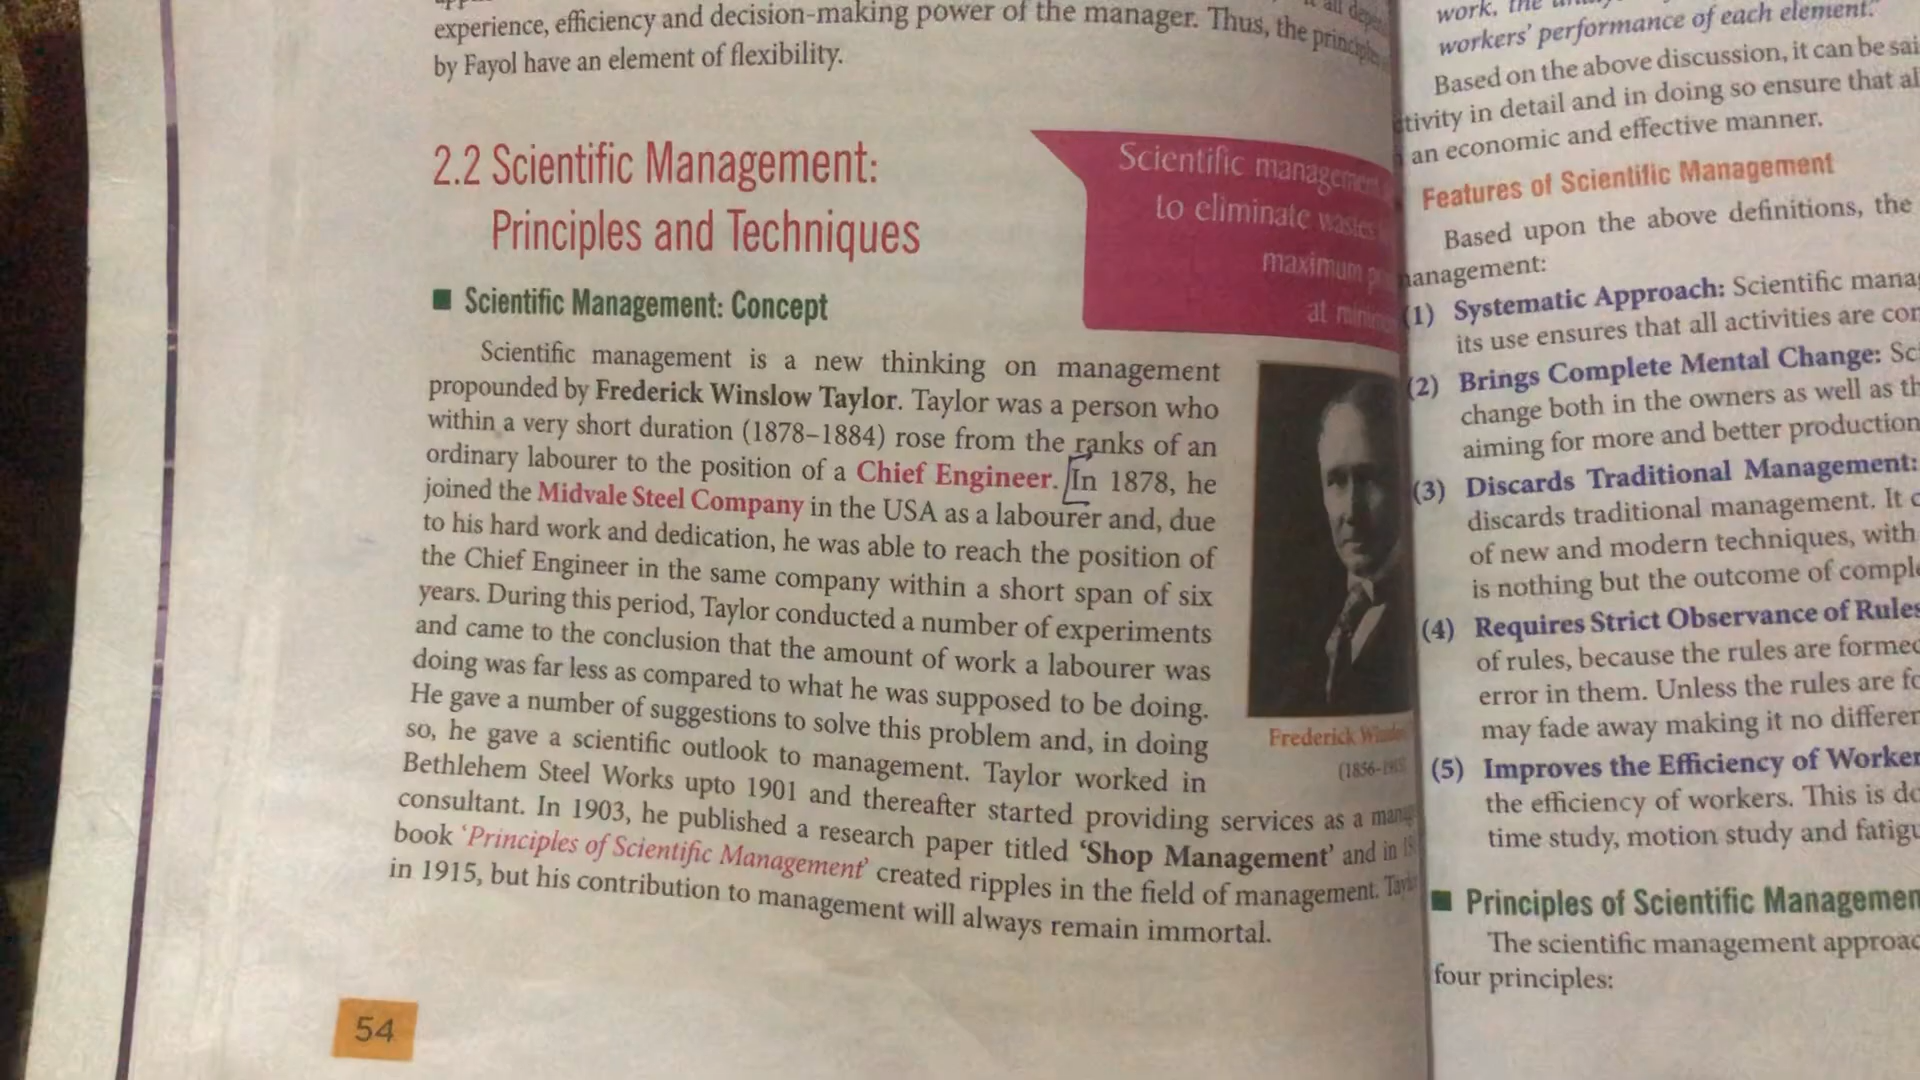 experience, efficiency and decision-making power of the manager. Thus, the principles
by Fayol have an element of flexibility.
2.2 Scientific Management:
Principles and Techniques
Scientific management
to eliminate wastes
maximum
at
■ Scientific Management: Concept
Scientific management is a new thinking on management
propounded by Frederick Winslow Taylor. Taylor was a person who
within a very short duration (1878–1884) rose from the ranks of an
ordinary labourer to the position of a Chief Engineer. In 1878, he
joined the Midvale Steel Company in the USA as a labourer and, due
to his hard work and dedication, he was able to reach the position of
the Chief Engineer in the same company within a short span of six
years. During this period, Taylor conducted a number of experiments
and came to the conclusion that the amount of work a labourer was
doing was far less as compared to what he was supposed to be doing.
He gave a number of suggestions to solve this problem and, in doing
so, he gave a scientific outlook to management. Taylor worked in
Bethlehem Steel Works upto 1901 and thereafter started providing services as a
consultant. In 1903, he published a research paper titled ‘Shop Management’ and in
book ‘Principles of Scientific Management’ created ripples in the field of management.
in 1915, but his contribution to management will always remain immortal.
Frederick
(1856-
54
work, the
workers' performance of each element."
Based on the above discussion, it can be
in detail and in doing so ensure that
an economic and effective manner.
Features of Scientific Management
Based upon the above definitions, the
management:
(1) Systematic Approach: Scientific
its use ensures that all activities are
(2) Brings Complete Mental Change:
change both in the owners as well as
aiming for more and better production
(3) Discards Traditional Management:
discards traditional management. It
of new and modern techniques, with
is nothing but the outcome of
(4) Requires Strict Observance of Rules
of rules, because the rules are
error in them. Unless the rules are
may fade away making it no
(5) Improves the Efficiency of
the efficiency of workers. This is
time study, motion study and
■ Principles of Scientific
The scientific management
four principles: